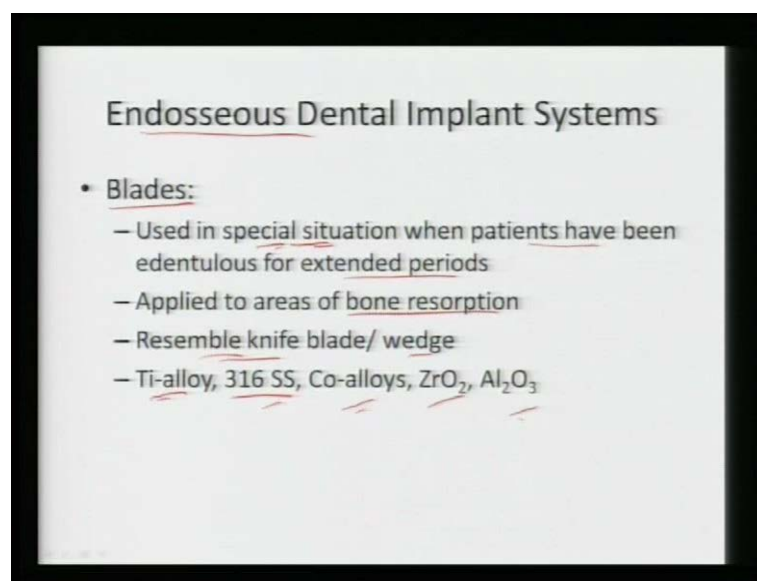 Endosseous Dental Implant Systems
• Blades:
– Used in special situation when patients have been
edentulous for extended periods
– Applied to areas of bone resorption
– Resemble knife blade/ wedge
– Ti-alloy, 316 SS, Co-alloys, ZrO₂, Al₂O₃